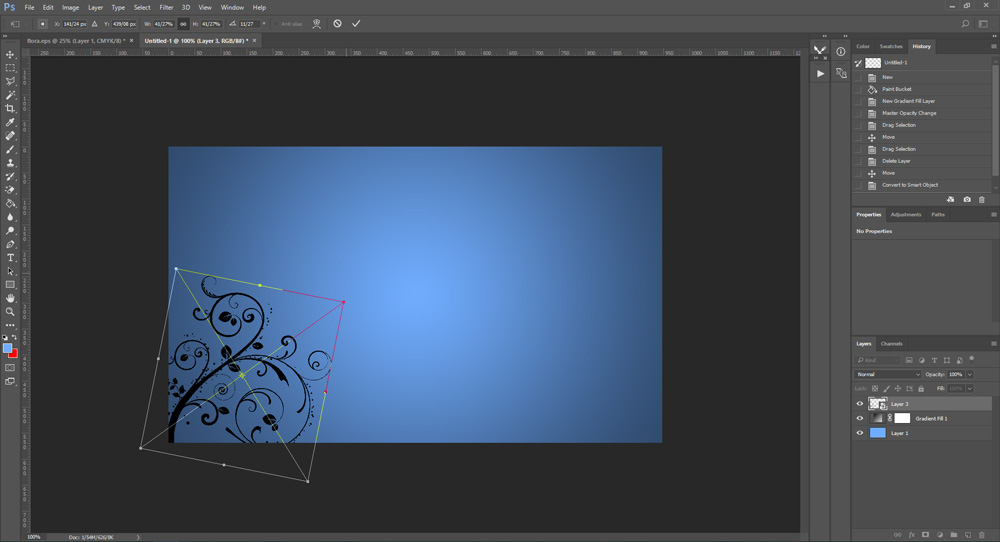 Ps File Edit Image Layer Type Select Filter 3D View Window Help
X: 141/24 px Y: 439/08 px W: 41/27% H: 41/27% 11/27 ° Anti alias
flora.eps @ 25% (Layer 1, CMYK/8) * × Untitled-1 @ 100% (Layer 3, RGB/8#) * ×
Color Swatches History
Untitled-1
New
Paint Bucket
New Gradient Fill Layer
Master Opacity Change
Drag Selection
Move
Drag Selection
Delete Layer
Move
Convert to Smart Object
Properties Adjustments Paths
No Properties
Layers Channels
Kind
Normal Opacity: 100%
Lock: Fill: 100%
Layer 3
Gradient Fill 1
Layer 1
100% Doc: 1/54M/626/8K